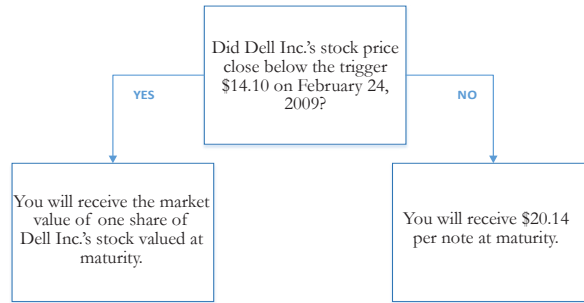 Did Dell Inc.'s stock price
close below the trigger
$14.10 on February 24,
2009?
YES
NO
You will receive the market
value of one share of
Dell Inc.'s stock valued at
maturity.
You will receive $20.14
per note at maturity.